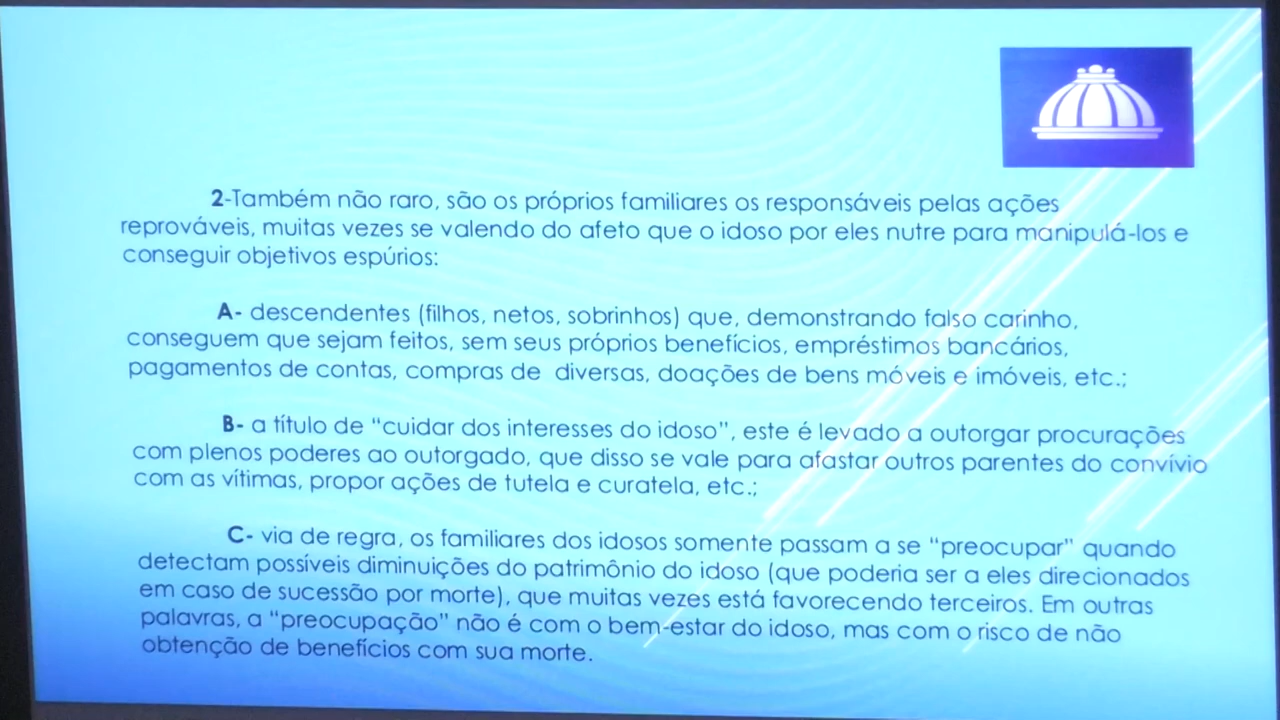 2-Também não raro, são os próprios familiares os responsáveis pelas ações
reprováveis, muitas vezes se valendo do afeto que o idoso por eles nutre para manipulá-los e
conseguir objetivos espúrios:
A- descendentes (filhos, netos, sobrinhos) que, demonstrando falso carinho,
conseguem que sejam feitos, sem seus próprios benefícios, empréstimos bancários,
pagamentos de contas, compras de diversas, doações de bens móveis e imóveis, etc.;
B- a título de "cuidar dos interesses do idoso", este é levado a outorgar procurações
com plenos poderes ao outorgado, que disso se vale para afastar outros parentes do convívio
com as vítimas, propor ações de tutela e curatela, etc.;
C- via de regra, os familiares dos idosos somente passam a se "preocupar" quando
detectam possíveis diminuições do patrimônio do idoso (que poderia ser a eles direcionados
em caso de sucessão por morte), que muitas vezes está favorecendo terceiros. Em outras
palavras, a "preocupação" não é com o bem-estar do idoso, mas com o risco de não
obtenção de benefícios com sua morte.